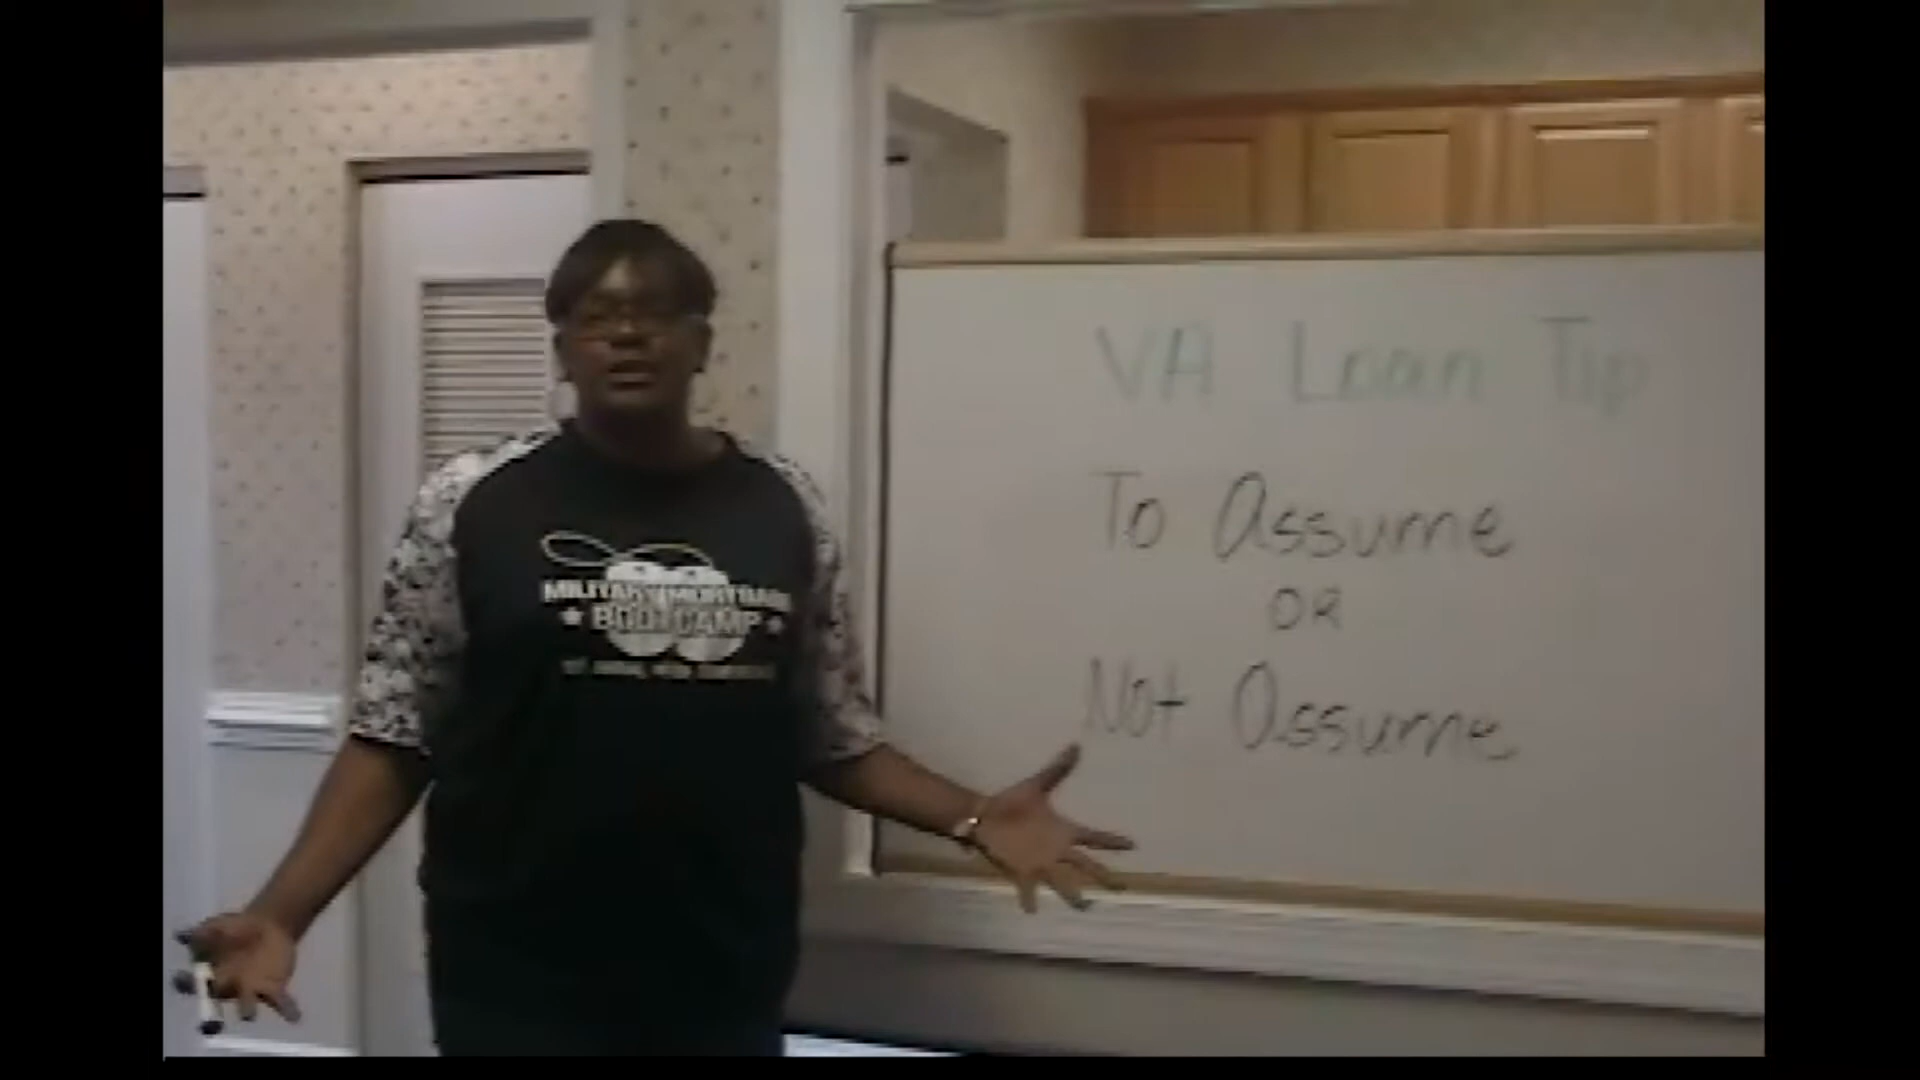 MILITARY MORTGAGE
BOOT CAMP
VA Loan Tip
To Assume
OR
Not Assume